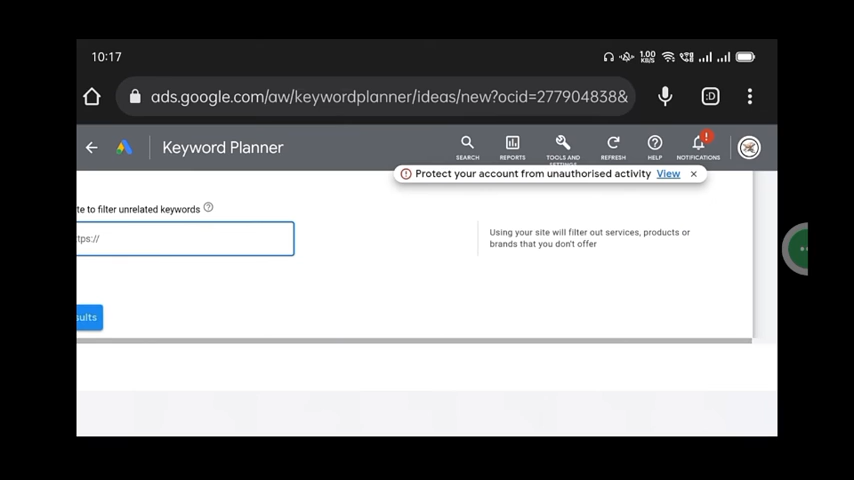 10:17
1.00 KB/S
ads.google.com/aw/keywordplanner/ideas/new?ocid=277904838&
:D
Keyword Planner
SEARCH
REPORTS
TOOLS AND SETTINGS
REFRESH
HELP
NOTIFICATIONS
!
Protect your account from unauthorised activity View ×
te to filter unrelated keywords ?
tps://
Using your site will filter out services, products or
brands that you don't offer
sults